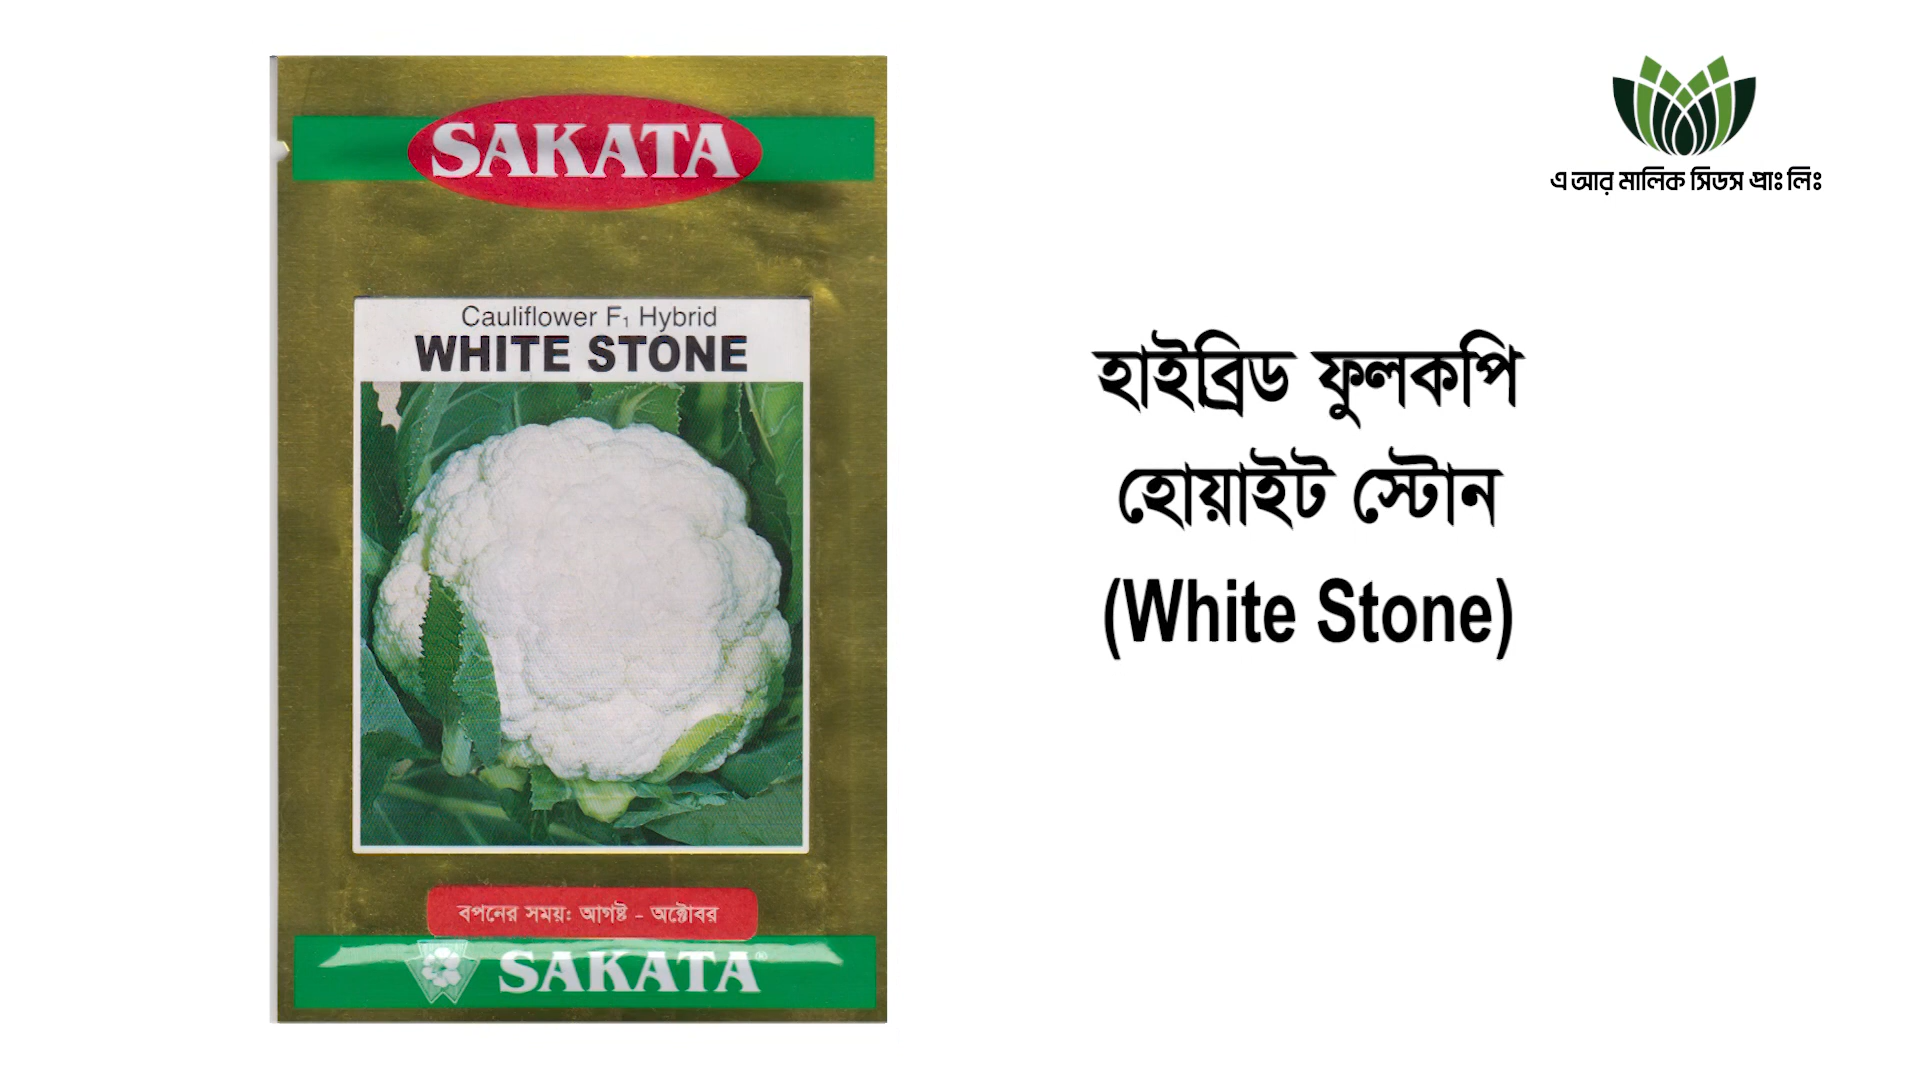 SAKATA
Cauliflower F₁ Hybrid
WHITE STONE
বপনের সময়ঃ আগষ্ট - অক্টোবর
SAKATA®
এ আর মালিক সিডস প্রাঃ লিঃ
হাইব্রিড ফুলকপি
হোয়াইট স্টোন
(White Stone)